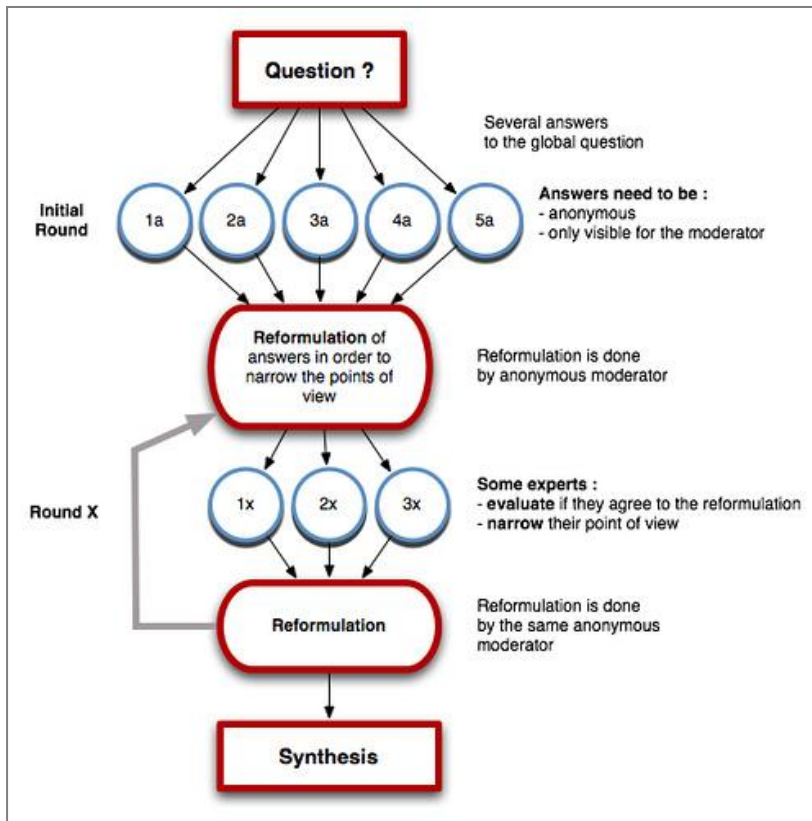 Question ?
Several answers
to the global question
Initial
Round
1a
2a
3a
4a
5a
Answers need to be :
- anonymous
- only visible for the moderator
Reformulation of
answers in order to
narrow the points of
view
Reformulation is done
by anonymous moderator
Round X
1x
2x
3x
Some experts :
- evaluate if they agree to the reformulation
- narrow their point of view
Reformulation
Reformulation is done
by the same anonymous
moderator
Synthesis